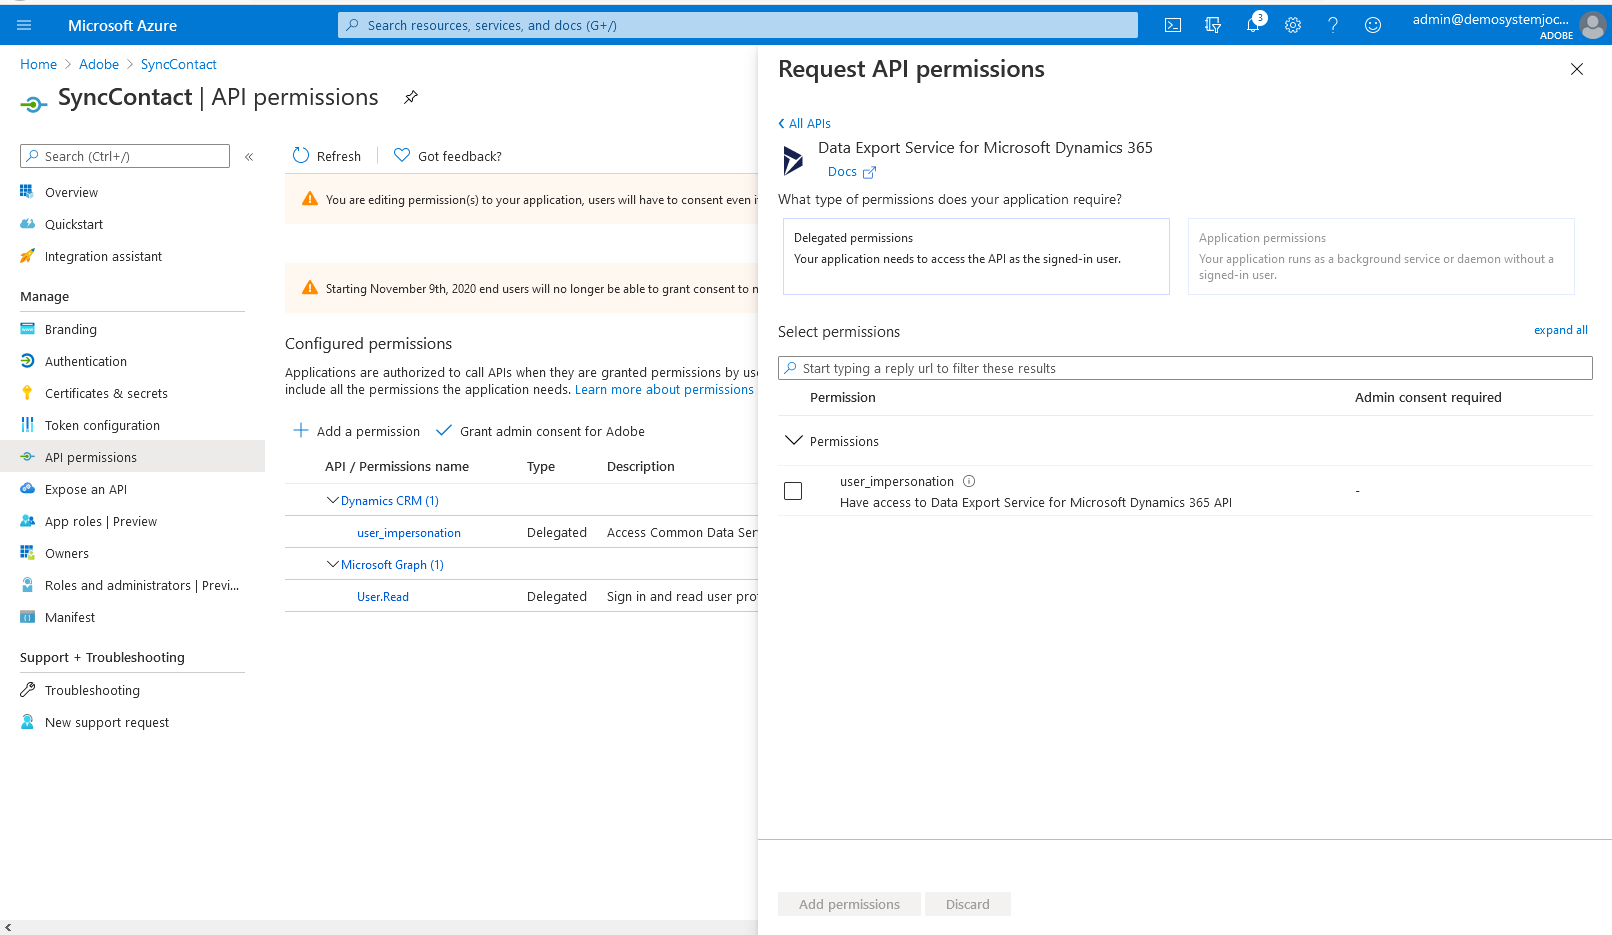 Microsoft Azure
Search resources, services, and docs (G+/)
3
admin@demosystemjoc...
ADOBE
Home > Adobe > SyncContact
SyncContact | API permissions
Search (Ctrl+/)
«
Overview
Quickstart
Integration assistant
Manage
Branding
Authentication
Certificates & secrets
Token configuration
API permissions
Expose an API
App roles | Preview
Owners
Roles and administrators | Previ...
Manifest
Support + Troubleshooting
Troubleshooting
New support request
Refresh
Got feedback?
You are editing permission(s) to your application, users will have to consent even i
Starting November 9th, 2020 end users will no longer be able to grant consent to n
Configured permissions
Applications are authorized to call APIs when they are granted permissions by use
include all the permissions the application needs. Learn more about permissions
Add a permission
Grant admin consent for Adobe
API / Permissions name Type Description
Dynamics CRM (1)
user_impersonation Delegated Access Common Data Ser
Microsoft Graph (1)
User.Read Delegated Sign in and read user pro
Request API permissions
All APIs
Data Export Service for Microsoft Dynamics 365
Docs
What type of permissions does your application require?
Delegated permissions
Your application needs to access the API as the signed-in user.
Application permissions
Your application runs as a background service or daemon without a
signed-in user.
Select permissions
expand all
Start typing a reply url to filter these results
Permission Admin consent required
Permissions
user_impersonation
Have access to Data Export Service for Microsoft Dynamics 365 API
-
Add permissions
Discard